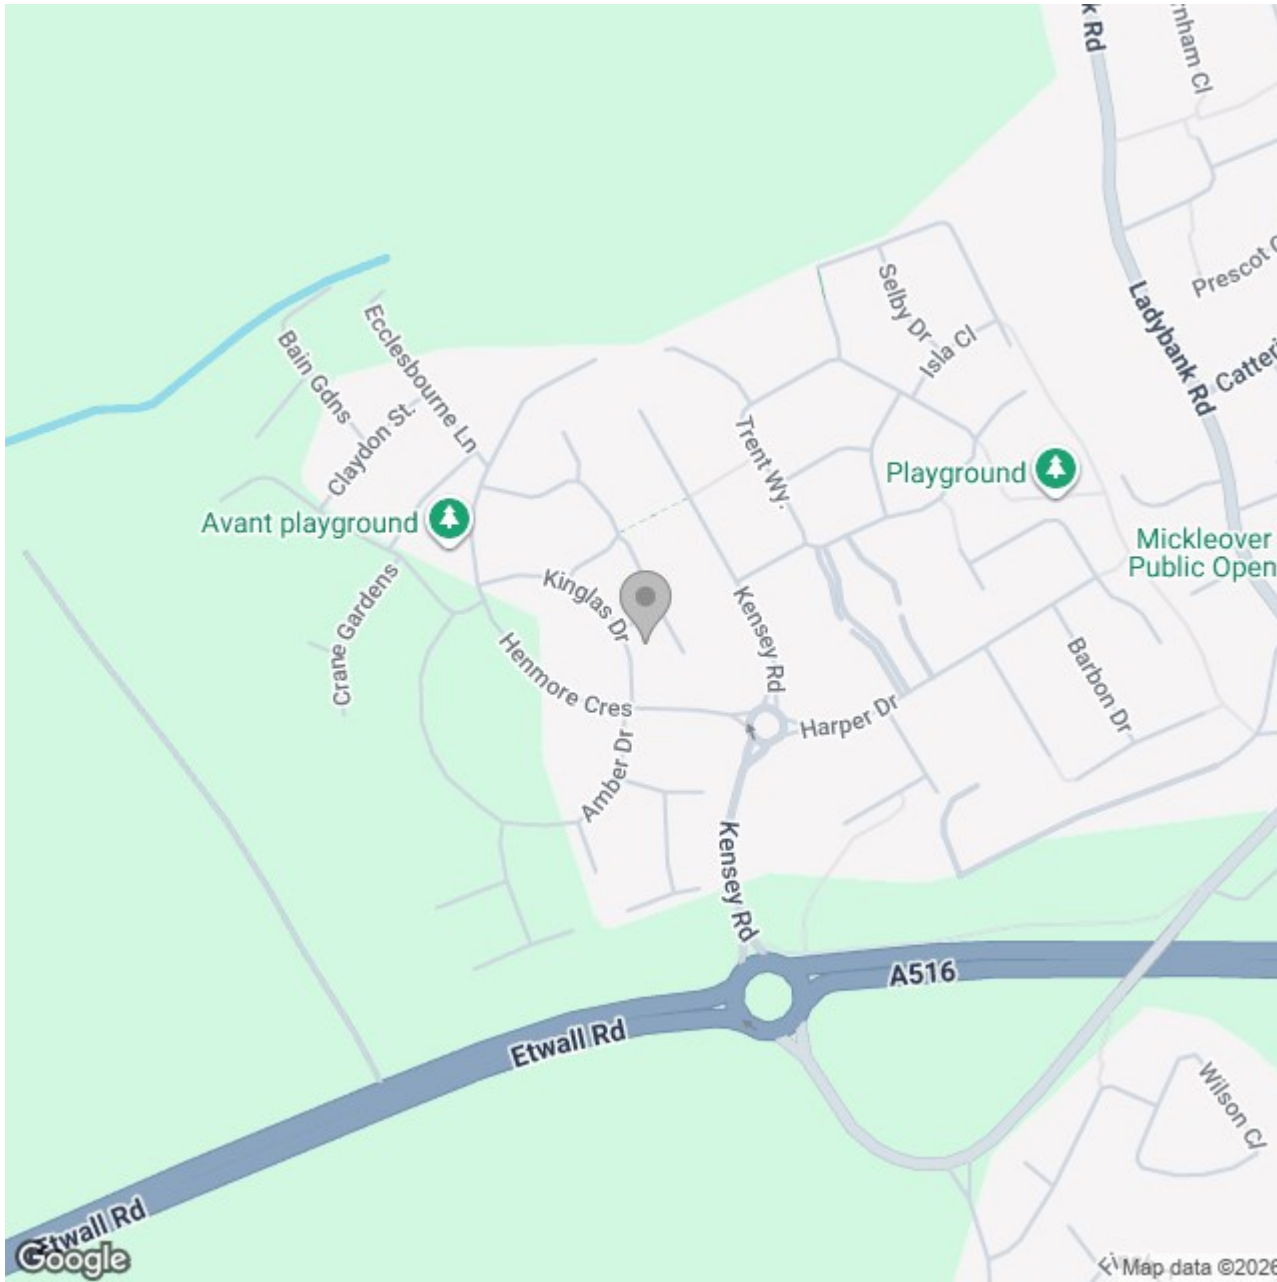 k Rd
nham Cl
Prescot
Ladybank Rd
Selby Dr
Isla Cl
Ecclesbourne Ln
Bain Gdns
Claydon St.
Trent Wy.
Playground
Avant playground
Mickleover
Public Open
Kinglas Dr
Kensey Rd
Crane Gardens
Henmore Cres
Barbon Dr
Harper Dr
Amber Dr
Kensey Rd
A516
Etwall Rd
Wilson Cl
Etwall Rd
Google
Map data ©2026